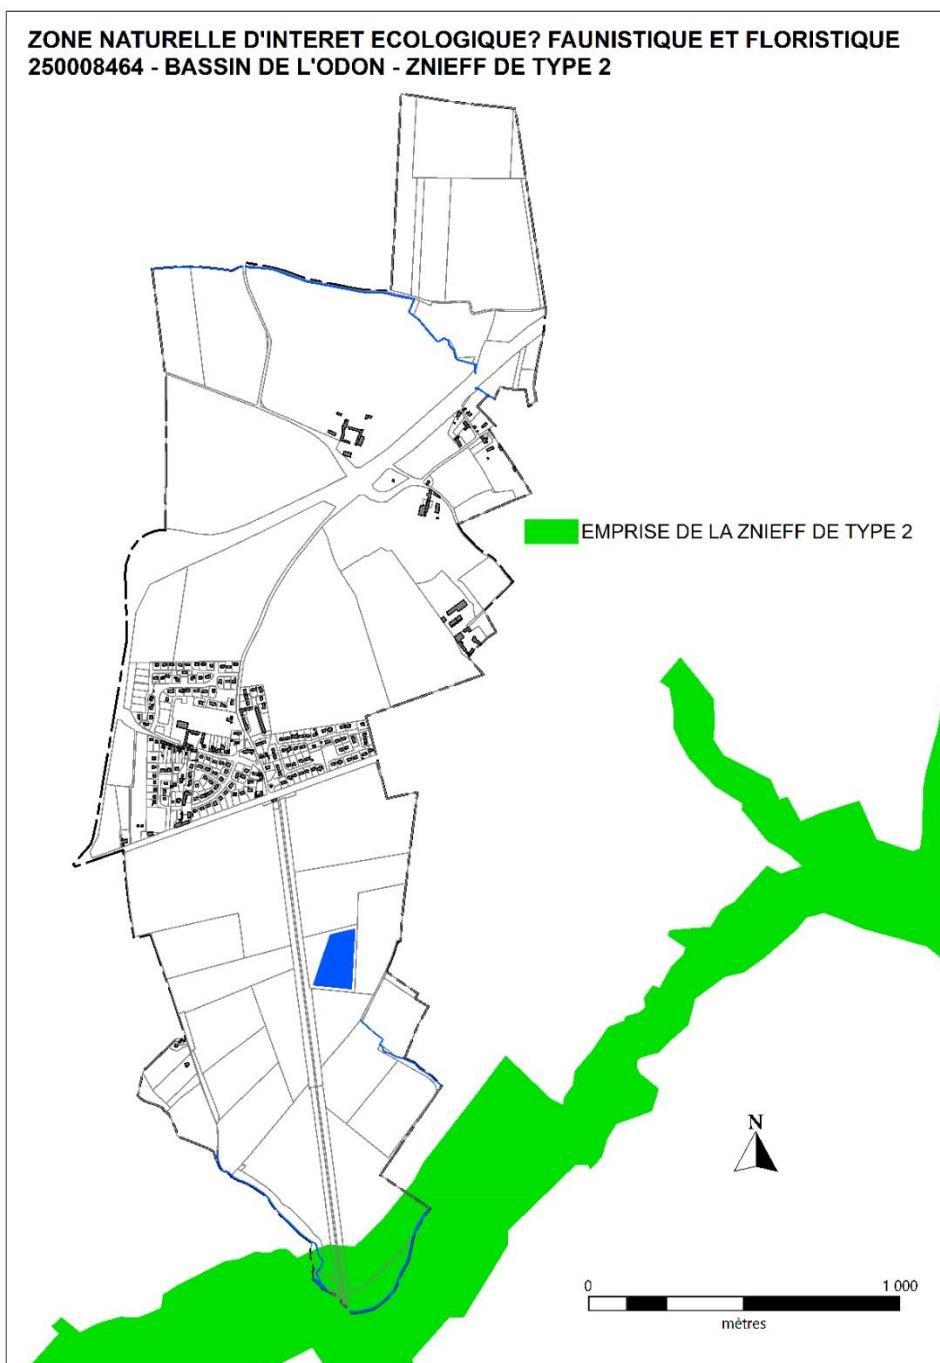 ZONE NATURELLE D'INTERET ECOLOGIQUE? FAUNISTIQUE ET FLORISTIQUE
250008464 - BASSIN DE L'ODON - ZNIEFF DE TYPE 2
EMPRISE DE LA ZNIEFF DE TYPE 2
N
0 1 000
mètres